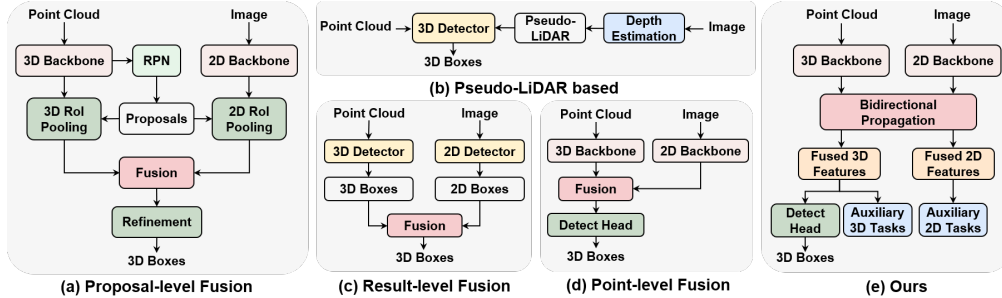 Point Cloud
Image
3D Backbone
RPN
2D Backbone
3D RoI
Pooling
Proposals
2D RoI
Pooling
Fusion
Refinement
3D Boxes
(a) Proposal-level Fusion
Point Cloud
3D Detector
Pseudo-
LiDAR
Depth
Estimation
Image
3D Boxes
(b) Pseudo-LiDAR based
Point Cloud
Image
3D Detector
2D Detector
3D Boxes
2D Boxes
Fusion
3D Boxes
(c) Result-level Fusion
Point Cloud
Image
3D Backbone
2D Backbone
Fusion
Detect Head
3D Boxes
(d) Point-level Fusion
Point Cloud
Image
3D Backbone
2D Backbone
Bidirectional
Propagation
Fused 3D
Features
Fused 2D
Features
Detect
Head
Auxiliary
3D Tasks
Auxiliary
2D Tasks
3D Boxes
(e) Ours